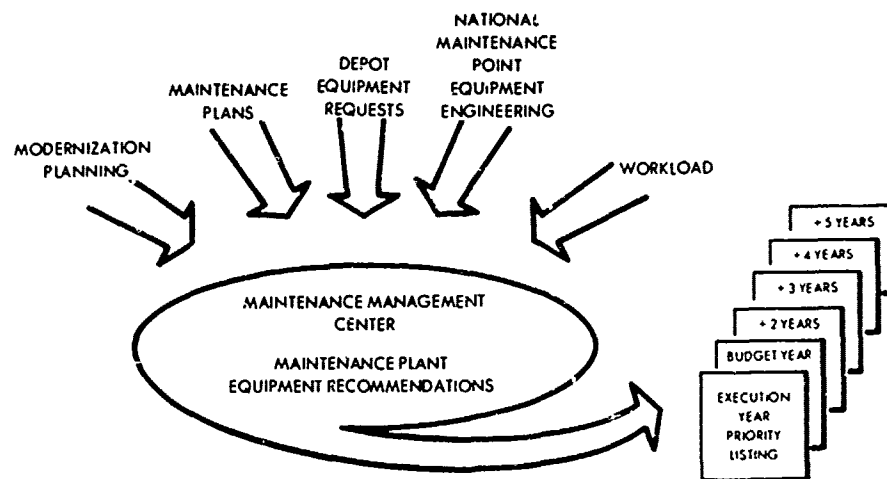 NATIONAL
MAINTENANCE
POINT
EQUIPMENT
ENGINEERING
DEPOT
EQUIPMENT
REQUESTS
MAINTENANCE
PLANS
MODERNIZATION
PLANNING
WORKLOAD
MAINTENANCE MANAGEMENT
CENTER
MAINTENANCE PLANT
EQUIPMENT RECOMMENDATIONS
+ 5 YEARS
+ 4 YEARS
+ 3 YEARS
+ 2 YEARS
BUDGET YEAR
EXECUTION
YEAR
PRIORITY
LISTING